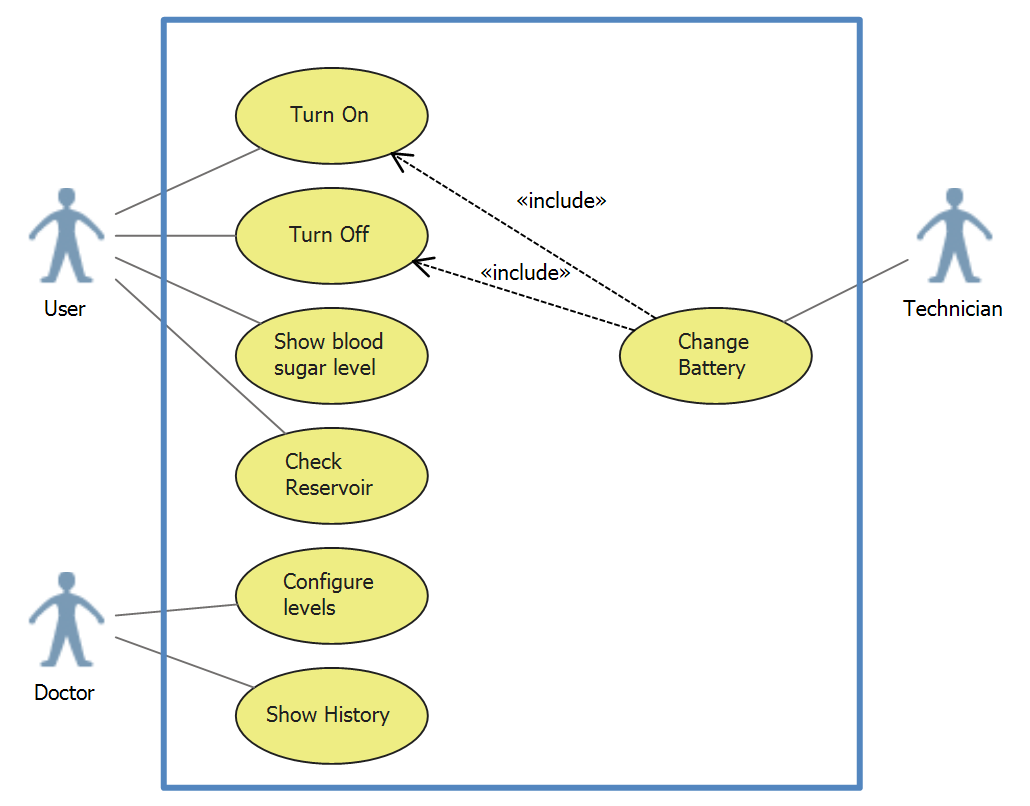 Turn On
«include»
Turn Off
«include»
User
Technician
Show blood
sugar level
Change
Battery
Check
Reservoir
Configure
levels
Doctor
Show History